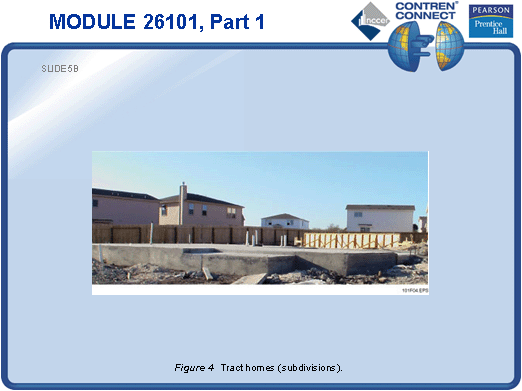 MODULE 26101, Part 1
nccer
CONTREN®
CONNECT
PEARSON
Prentice
Hall
SLIDE 5B
101F04.EPS
Figure 4 Tract homes (subdivisions).